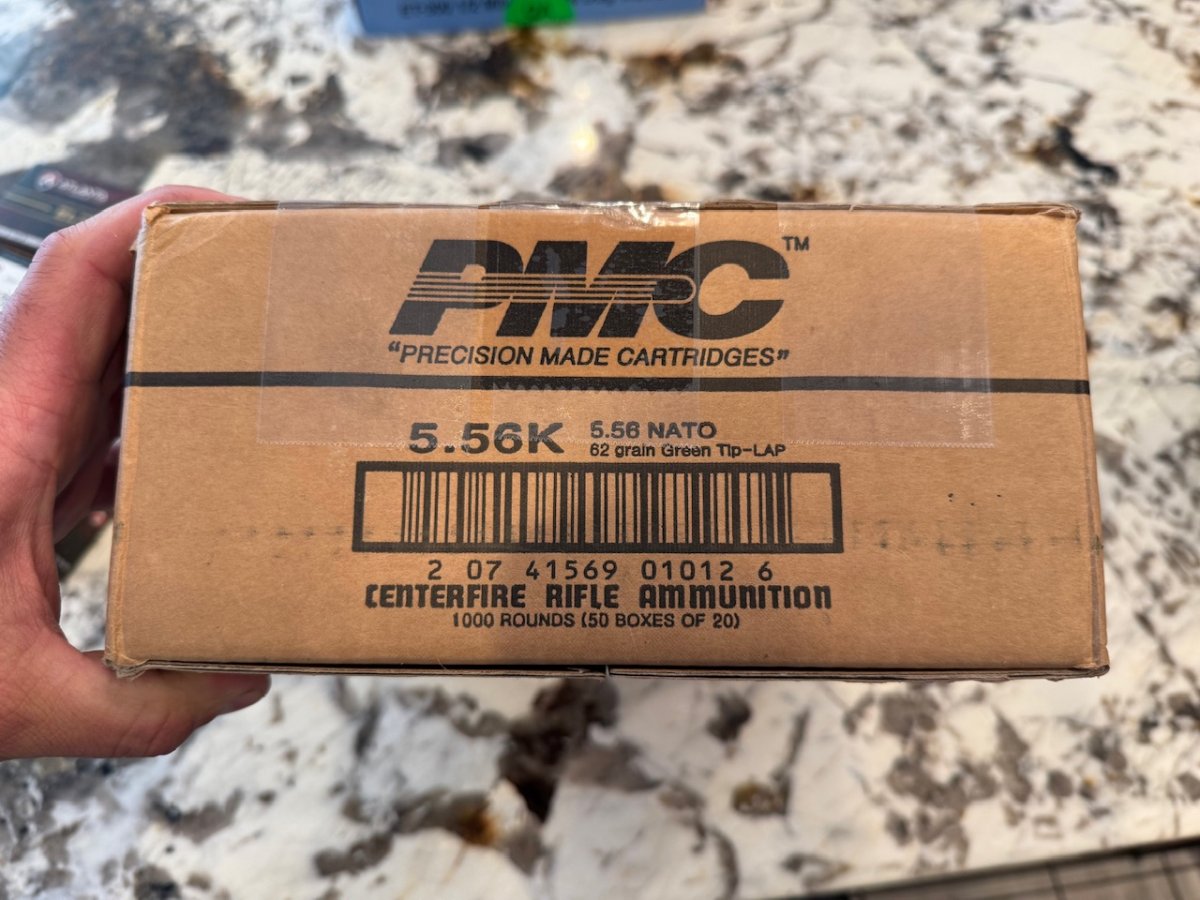 PMC™
"PRECISION MADE CARTRIDGES"
5.56K
5.56 NATO
62 grain Green Tip-LAP
2 07 41569 01012 6
CENTERFIRE RIFLE AMMUNITION
1000 ROUNDS (50 BOXES OF 20)